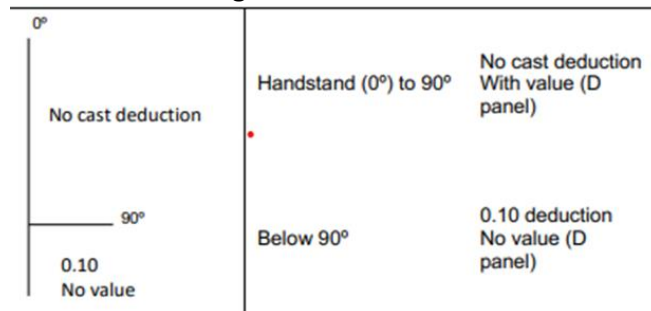 0º
No cast deduction
90º
0.10
No value
Handstand (0º) to 90º
No cast deduction
With value (D
panel)
Below 90º
0.10 deduction
No value (D
panel)